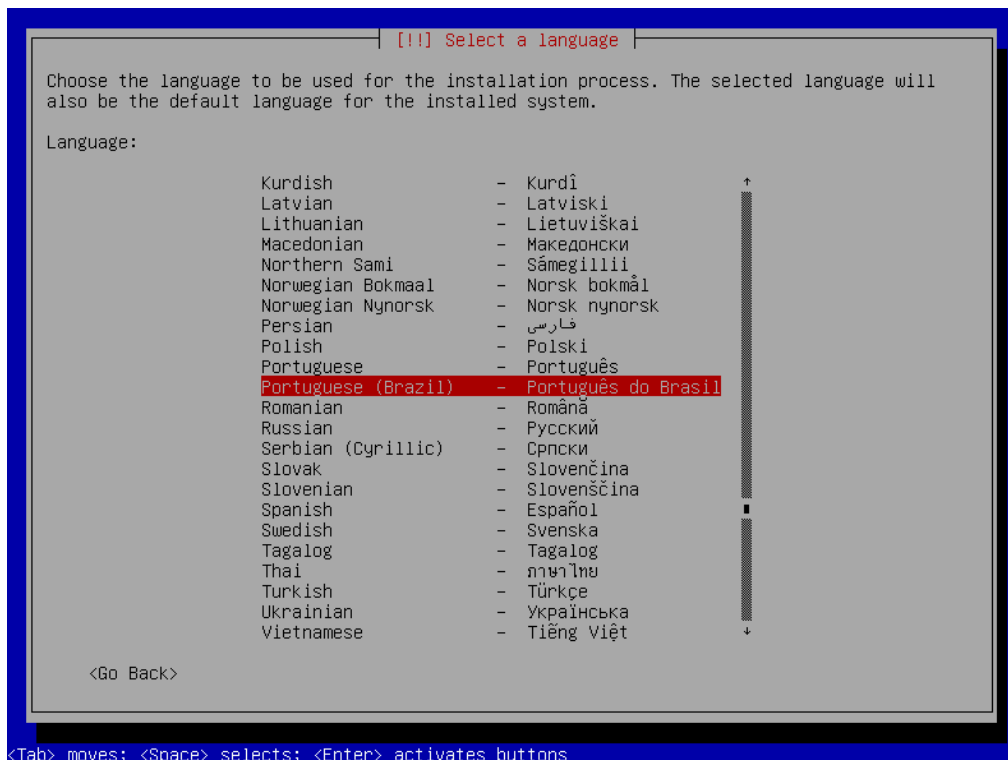 [!!] Select a language
Choose the language to be used for the installation process. The selected language will
also be the default language for the installed system.
Language:
Kurdish - Kurdî
Latvian - Latviski
Lithuanian - Lietuviškai
Macedonian - Македонски
Northern Sami - Sámegillii
Norwegian Bokmaal - Norsk bokmål
Norwegian Nynorsk - Norsk nynorsk
Persian - فارسی
Polish - Polski
Portuguese - Português
Portuguese (Brazil) - Português do Brasil
Romanian - Română
Russian - Русский
Serbian (Cyrillic) - Српски
Slovak - Slovenčina
Slovenian - Slovenščina
Spanish - Español
Swedish - Svenska
Tagalog - Tagalog
Thai - ภาษาไทย
Turkish - Türkçe
Ukrainian - Українська
Vietnamese - Tiếng Việt
<Go Back>
<Tab> moves; <Space> selects; <Enter> activates buttons